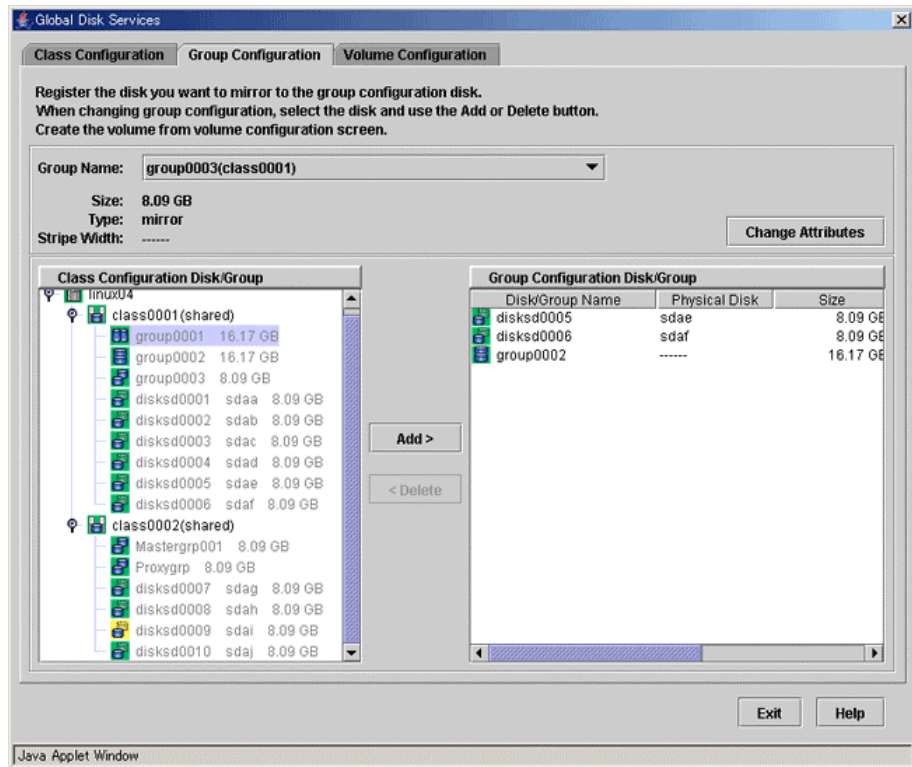 Global Disk Services
Class Configuration
Group Configuration
Volume Configuration
Register the disk you want to mirror to the group configuration disk.
When changing group configuration, select the disk and use the Add or Delete button.
Create the volume from volume configuration screen.
Group Name: group0003(class0001)
Size: 8.09 GB
Type: mirror
Stripe Width: ------
Change Attributes
Class Configuration Disk/Group
linux04
class0001(shared)
group0001 16.17 GB
group0002 16.17 GB
group0003 8.09 GB
disksd0001 sdaa 8.09 GB
disksd0002 sdab 8.09 GB
disksd0003 sdac 8.09 GB
disksd0004 sdad 8.09 GB
disksd0005 sdae 8.09 GB
disksd0006 sdaf 8.09 GB
class0002(shared)
Mastergrp001 8.09 GB
Proxygrp 8.09 GB
disksd0007 sdag 8.09 GB
disksd0008 sdah 8.09 GB
disksd0009 sdai 8.09 GB
disksd0010 sdaj 8.09 GB
Add >
< Delete
Group Configuration Disk/Group
Disk/Group Name Physical Disk Size
disksd0005 sdae 8.09 GB
disksd0006 sdaf 8.09 GB
group0002 ------ 16.17 GB
Exit
Help
Java Applet Window